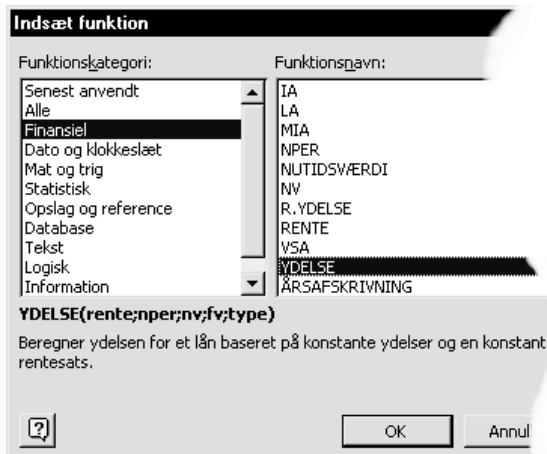 Indsæt funktion
Funktionskategori:
Senest anvendt
Alle
Finansiel
Dato og klokkeslæt
Mat og trig
Statistisk
Opslag og reference
Database
Tekst
Logisk
Information
Funktionsnavn:
IA
LA
MIA
NPER
NUTIDSVÆRDI
NV
R.YDELSE
RENTE
VSA
YDELSE
ÅRSAFSKRIVNING
YDELSE(rente;nper;nv;fv;type)
Beregner ydelsen for et lån baseret på konstante ydelser og en konstant
rentesats.
OK
Annul